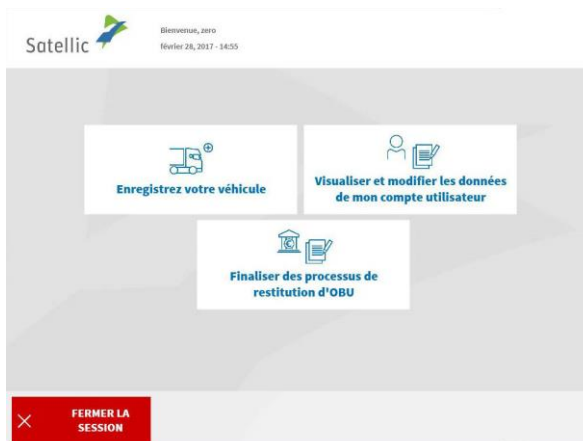 Satellic
Bienvenue, zero
février 28, 2017 - 14:55
Enregistrez votre véhicule
Visualiser et modifier les données
de mon compte utilisateur
Finaliser des processus de
restitution d'OBU
FERMER LA
SESSION